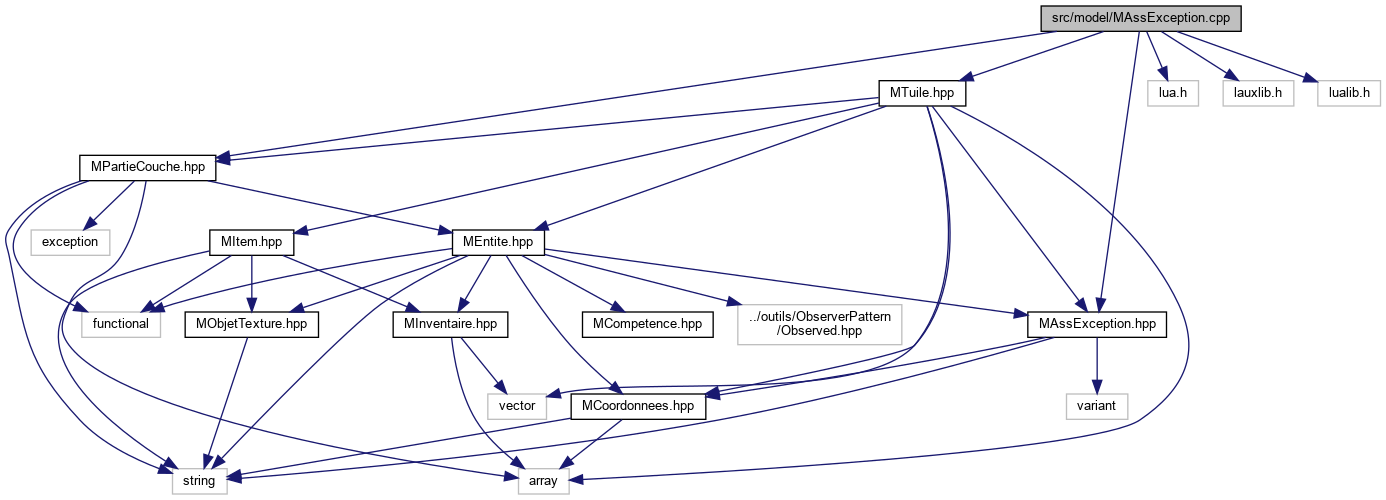 src/model/MAssException.cpp
MTuile.hpp
lua.h
lauxlib.h
lualib.h
MPartieCouche.hpp
exception
MItem.hpp
MEntite.hpp
functional
MObjetTexture.hpp
MInventaire.hpp
MCompetence.hpp
../outils/ObserverPattern
/Observed.hpp
MAssException.hpp
vector
MCoordonnees.hpp
variant
string
array